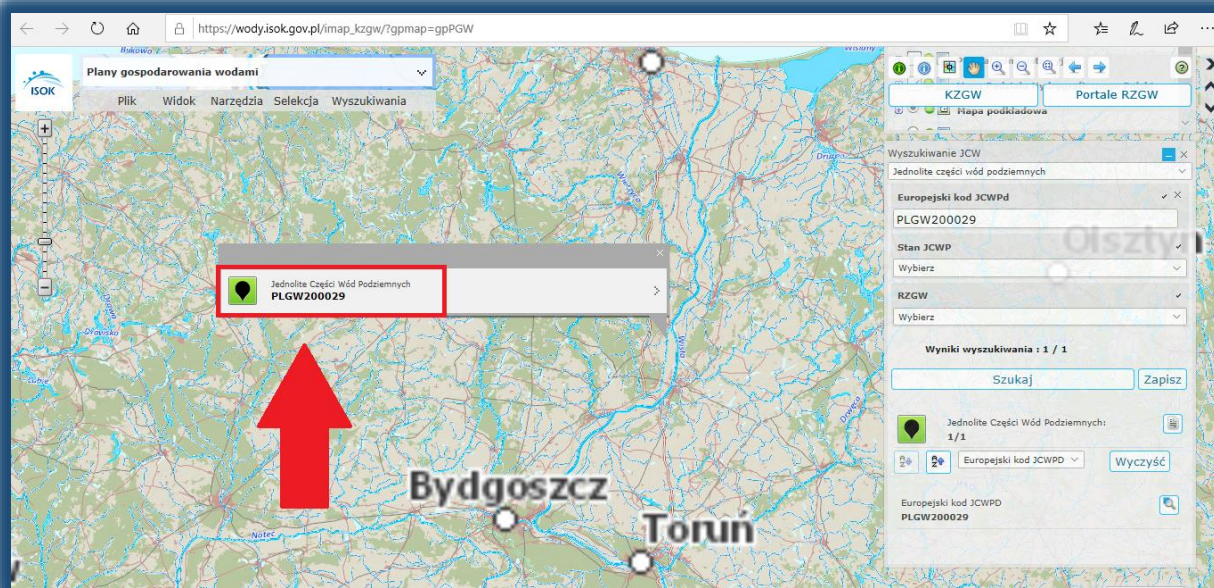 https://wody.isok.gov.pl/imap_kzgw/?gpmap=gpPGW
ISOK
Plany gospodarowania wodami
Plik Widok Narzędzia Selekcja Wyszukiwania
KZGW Portale RZGW
Mapa podkładowa
Wyszukiwanie JCW
Jednolite części wód podziemnych
Europejski kod JCWPd
PLGW200029
Stan JCWP
Wybierz
RZGW
Wybierz
Wyniki wyszukiwania : 1 / 1
Szukaj Zapisz
Jednolite Części Wód Podziemnych:
1/1
Europejski kod JCWPD Wyczyść
Europejski kod JCWPD
PLGW200029
Jednolite Części Wód Podziemnych
PLGW200029
Olsztyn
Wisła
Drwęca
Bydgoszcz
Toruń
Noteć